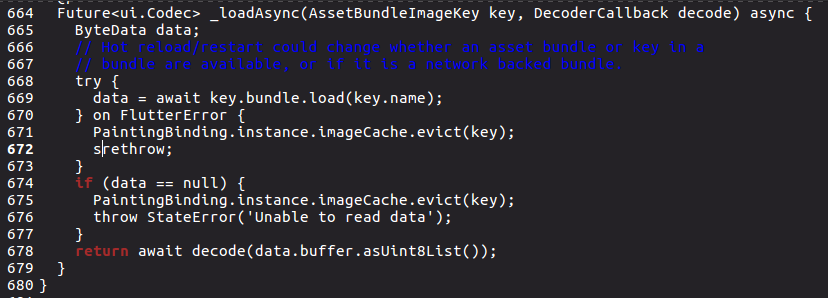 664 Future<ui.Codec> _loadAsync(AssetBundleImageKey key, DecoderCallback decode) async {
665 ByteData data;
666 // Hot reload/restart could change whether an asset bundle or key in a
667 // bundle are available, or if it is a network backed bundle.
668 try {
669 data = await key.bundle.load(key.name);
670 } on FlutterError {
671 PaintingBinding.instance.imageCache.evict(key);
672 srethrow;
673 }
674 if (data == null) {
675 PaintingBinding.instance.imageCache.evict(key);
676 throw StateError('Unable to read data');
677 }
678 return await decode(data.buffer.asUint8List());
679 }
680 }